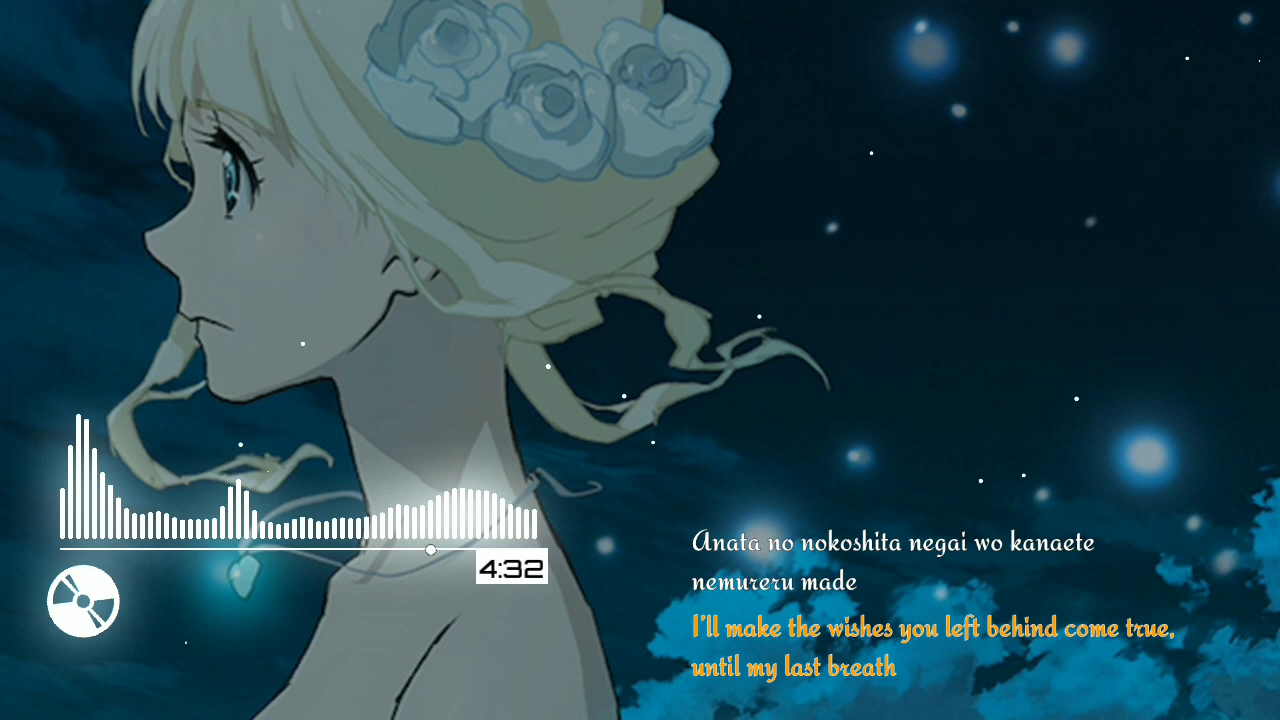 4:32
Anata no nokoshita negai wo kanaete
nemureru made
I'll make the wishes you left behind come true,
until my last breath